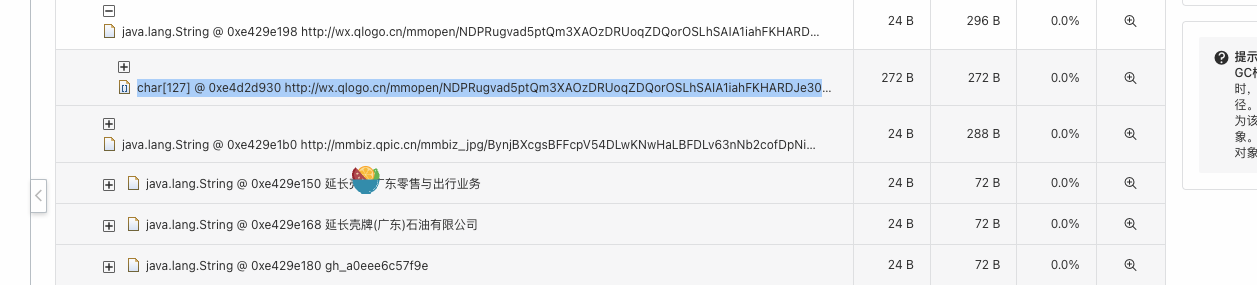 java.lang.String @ 0xe429e198 http://wx.qlogo.cn/mmopen/NDPRugvad5ptQm3XAOzDRUoqZDQorOSLhSAIA1iahFKHARD... 24 B 296 B 0.0%
char[127] @ 0xe4d2d930 http://wx.qlogo.cn/mmopen/NDPRugvad5ptQm3XAOzDRUoqZDQorOSLhSAIA1iahFKHARDJe30... 272 B 272 B 0.0%
java.lang.String @ 0xe429e1b0 http://mmbiz.qpic.cn/mmbiz_jpg/BynjBXcgsBFFcpV54DLwKNwHaLBFDLv63nNb2cofDpNi... 24 B 288 B 0.0%
java.lang.String @ 0xe429e150 延长 广东零售与出行业务 24 B 72 B 0.0%
java.lang.String @ 0xe429e168 延长壳牌(广东)石油有限公司 24 B 72 B 0.0%
java.lang.String @ 0xe429e180 gh_a0eee6c57f9e 24 B 72 B 0.0%
提示
GC
时,
径。
为该
象。
对象